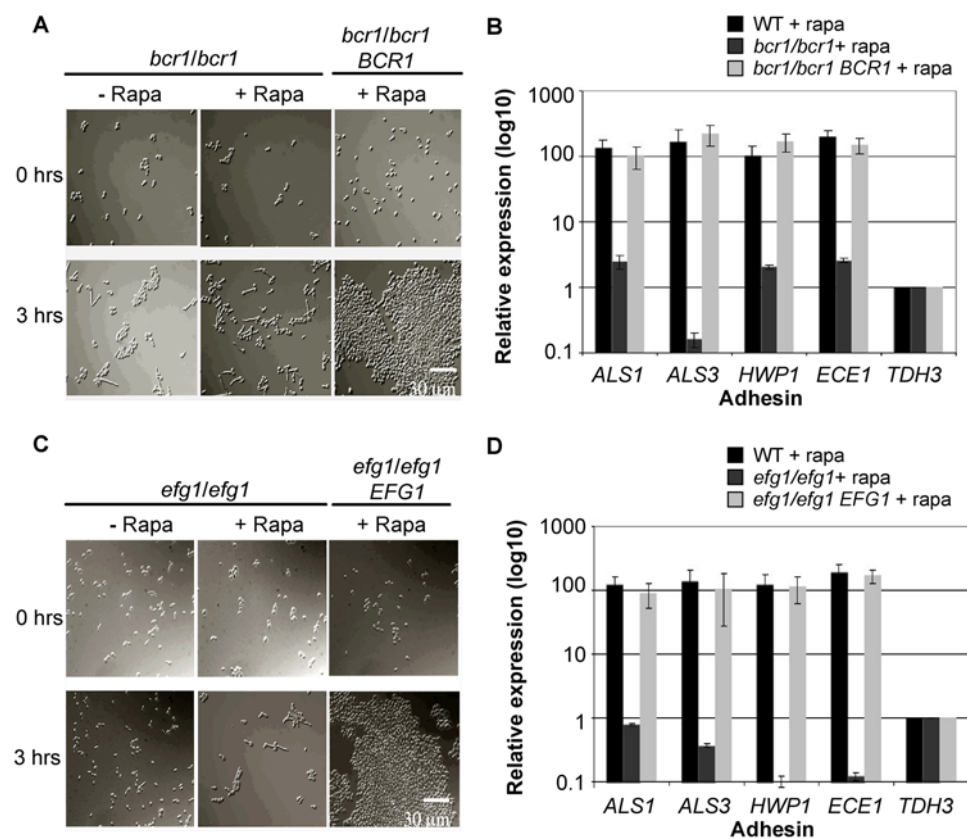 A
bcr1/bcr1
bcr1/bcr1
BCR1
- Rapa
+ Rapa
+ Rapa
0 hrs
3 hrs
30 µm
B
WT + rapa
bcr1/bcr1+ rapa
bcr1/bcr1 BCR1 + rapa
Relative expression (log10)
1000
100
10
1
0.1
ALS1
ALS3
HWP1
ECE1
TDH3
Adhesin
C
efg1/efg1
efg1/efg1
EFG1
- Rapa
+ Rapa
+ Rapa
0 hrs
3 hrs
30 µm
D
WT + rapa
efg1/efg1+ rapa
efg1/efg1 EFG1 + rapa
Relative expression (log10)
1000
100
10
1
0.1
ALS1
ALS3
HWP1
ECE1
TDH3
Adhesin